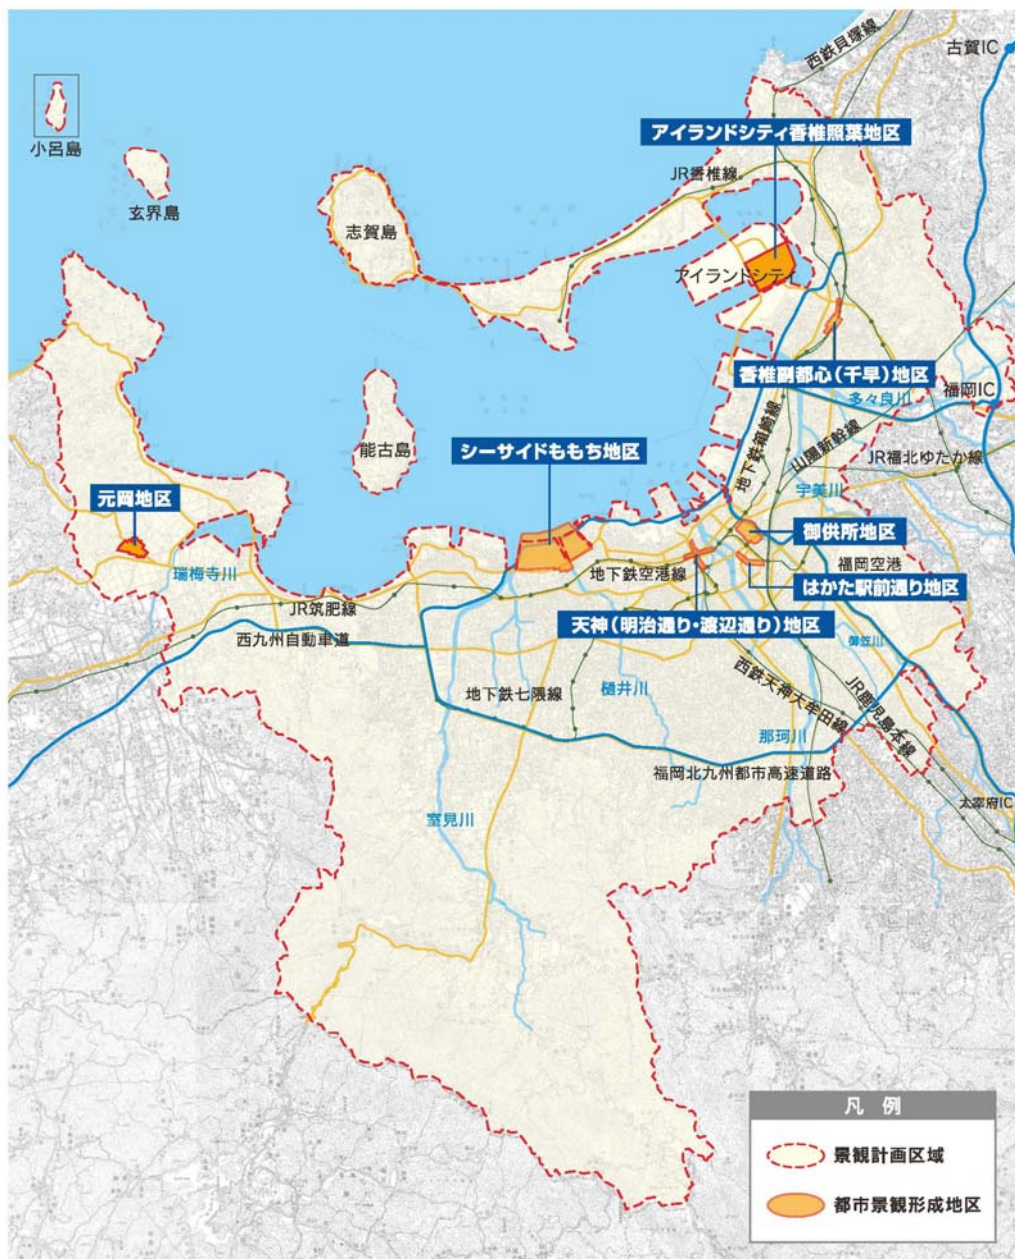 西鉄貝塚線
古賀IC
アイランドシティ香椎照葉地区
小呂島
JR香椎線
玄界島
志賀島
アイランドシティ
香椎副都心(千早)地区
福岡IC
多々良川
能古島
地下鉄箱崎線
山陽新幹線
シーサイドももち地区
JR福北ゆたか線
元岡地区
宇美川
御供所地区
福岡空港
瑞梅寺川
地下鉄空港線
はかた駅前通り地区
JR筑肥線
天神(明治通り・渡辺通り)地区
西九州自動車道
御笠川
地下鉄七隈線
樋井川
西鉄天神大牟田線
JR鹿児島本線
那珂川
福岡北九州都市高速道路
太宰府IC
室見川
凡 例
景観計画区域
都市景観形成地区